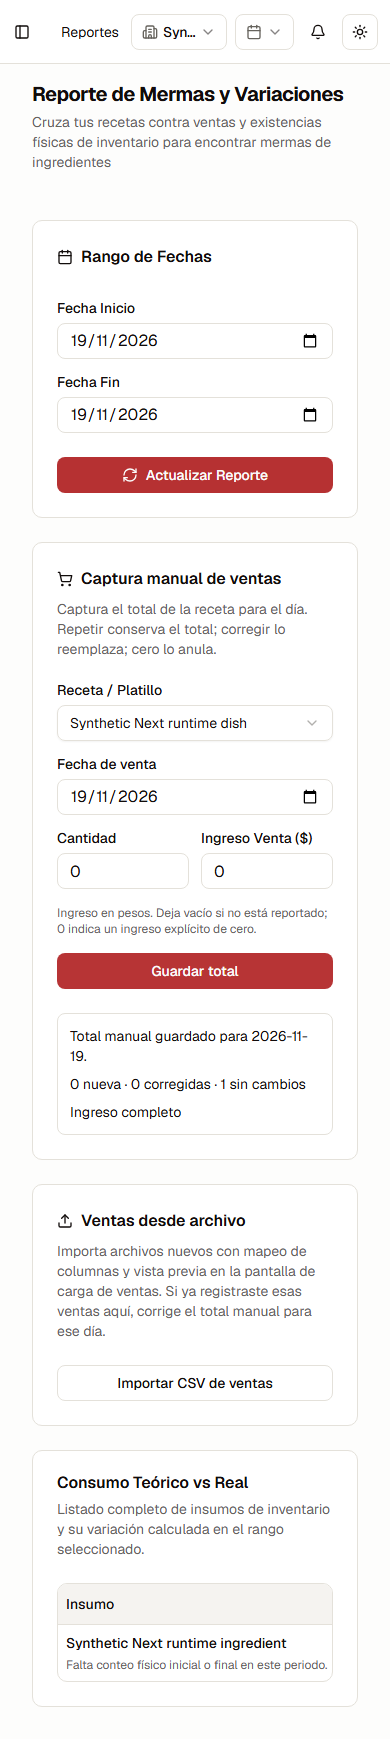 Reportes
Syn...
Reporte de Mermas y Variaciones
Cruza tus recetas contra ventas y existencias
físicas de inventario para encontrar mermas de
ingredientes
Rango de Fechas
Fecha Inicio
19/11/2026
Fecha Fin
19/11/2026
Actualizar Reporte
Captura manual de ventas
Captura el total de la receta para el día.
Repetir conserva el total; corregir lo
reemplaza; cero lo anula.
Receta / Platillo
Synthetic Next runtime dish
Fecha de venta
19/11/2026
Cantidad Ingreso Venta ($)
0 0
Ingreso en pesos. Deja vacío si no está reportado;
0 indica un ingreso explícito de cero.
Guardar total
Total manual guardado para 2026-11-
19.
0 nueva · 0 corregidas · 1 sin cambios
Ingreso completo
Ventas desde archivo
Importa archivos nuevos con mapeo de
columnas y vista previa en la pantalla de
carga de ventas. Si ya registraste esas
ventas aquí, corrige el total manual para
ese día.
Importar CSV de ventas
Consumo Teórico vs Real
Listado completo de insumos de inventario
y su variación calculada en el rango
seleccionado.
Insumo
Synthetic Next runtime ingredient
Falta conteo físico inicial o final en este periodo.